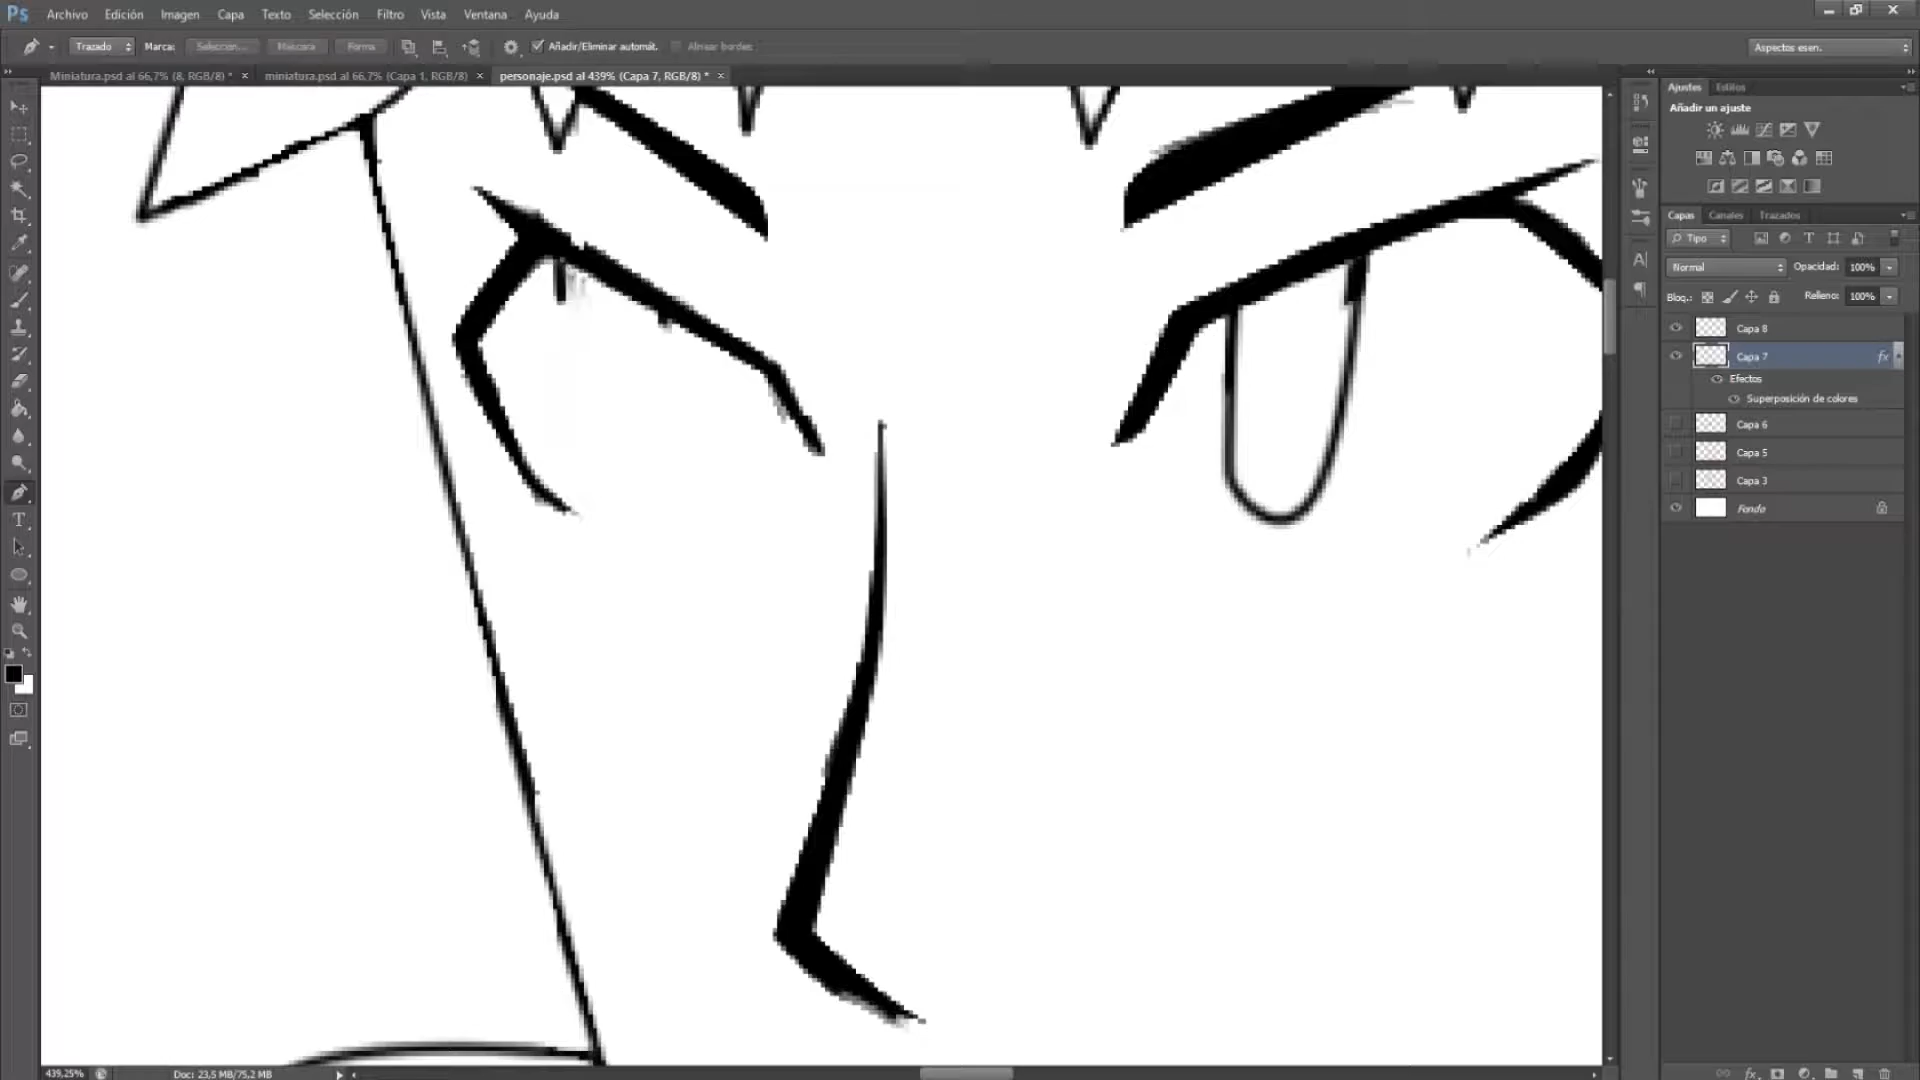 Ps Archivo Edición Imagen Capa Texto Selección Filtro Vista Ventana Ayuda
Trazado Marca: Selección... Máscara Forma Añadir/Eliminar automát. Alinear bordes Aspectos esen.
Miniatura.psd al 66,7% (8, RGB/8) * × miniatura.psd al 66,7% (Capa 1, RGB/8) × personaje.psd al 439% (Capa 7, RGB/8) * ×
Ajustes Estilos
Añadir un ajuste
Capas Canales Trazados
Tipo
Normal Opacidad: 100%
Bloq.: Relleno: 100%
Capa 8
Capa 7 fx
Efectos
Superposición de colores
Capa 6
Capa 5
Capa 3
Fondo
439,25% Doc: 23,5 MB/75,2 MB